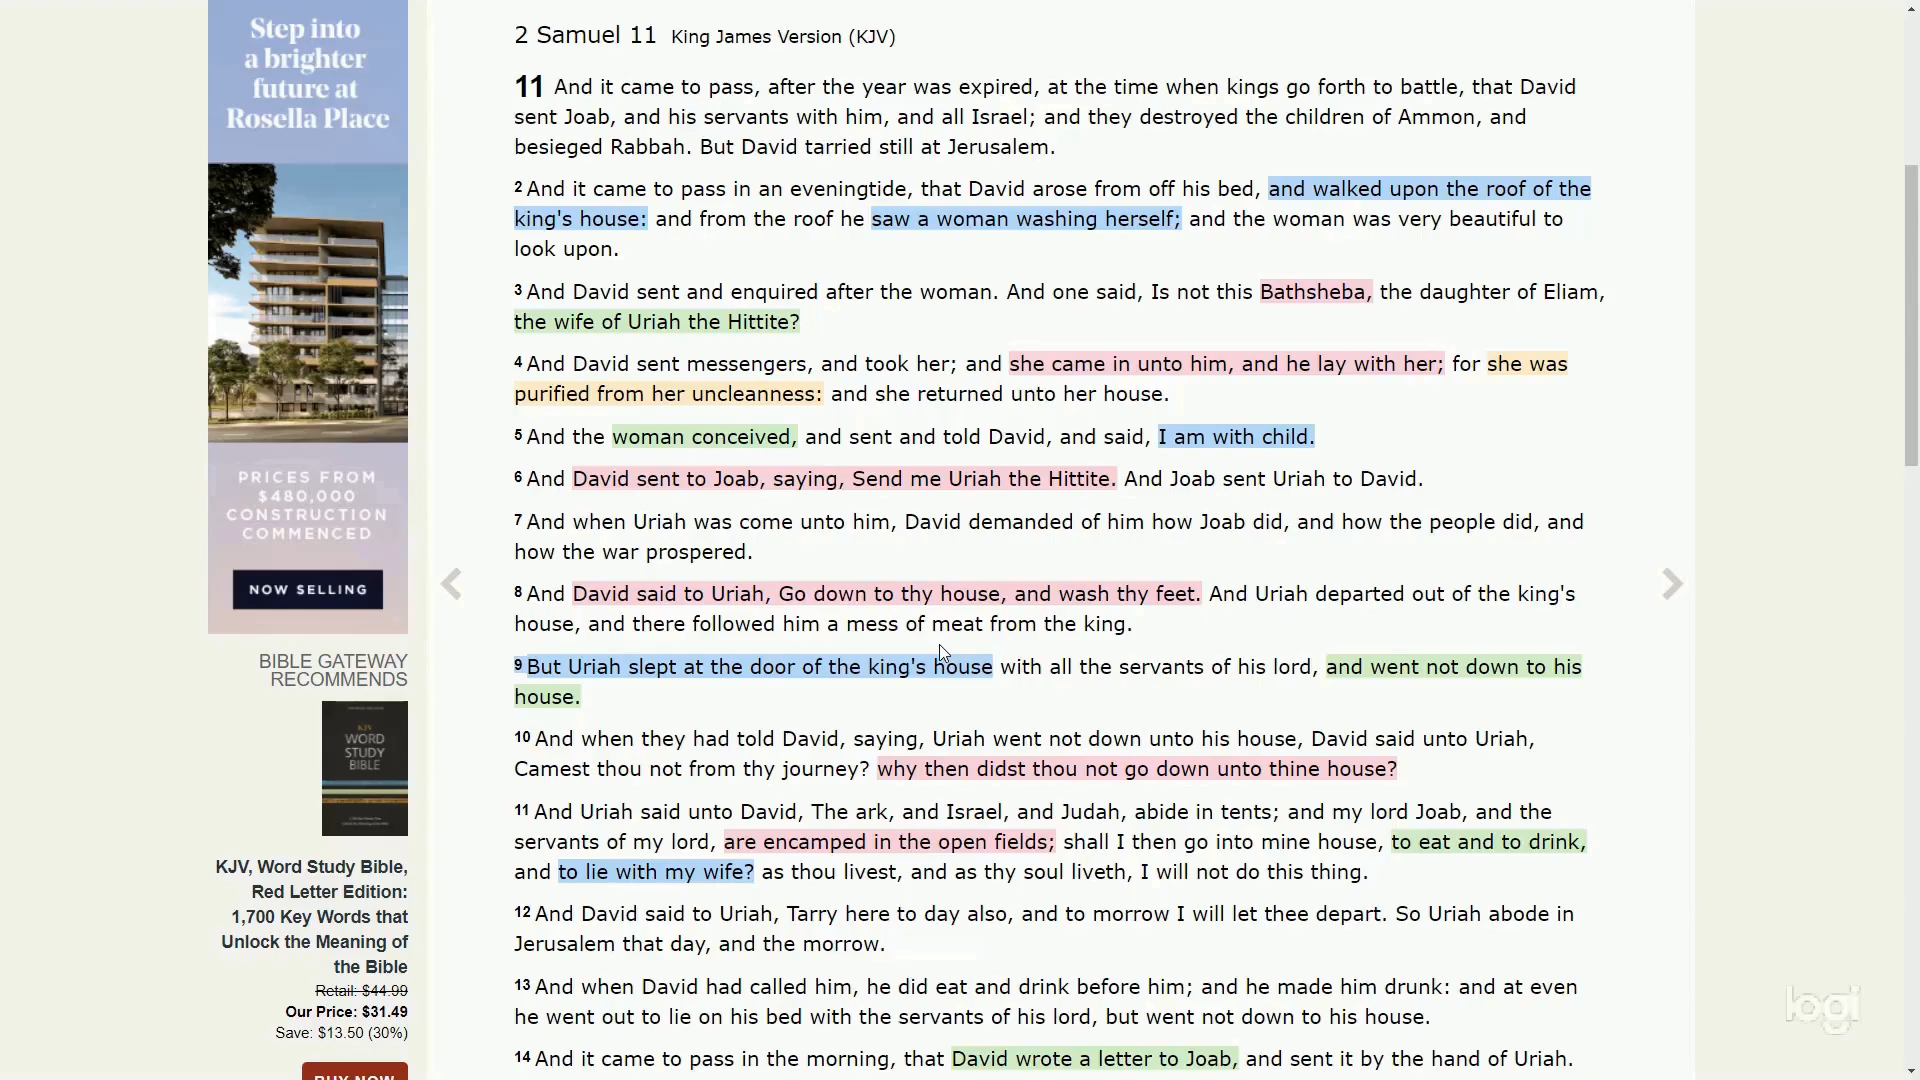 Step into
a brighter
future at
Rosella Place
PRICES FROM
$480,000
CONSTRUCTION
COMMENCED
NOW SELLING
BIBLE GATEWAY
RECOMMENDS
KJV
WORD
STUDY
BIBLE
KJV, Word Study Bible,
Red Letter Edition:
1,700 Key Words that
Unlock the Meaning of
the Bible
Retail: $44.99
Our Price: $31.49
Save: $13.50 (30%)
BUY NOW
2 Samuel 11 King James Version (KJV)
11 And it came to pass, after the year was expired, at the time when kings go forth to battle, that David
sent Joab, and his servants with him, and all Israel; and they destroyed the children of Ammon, and
besieged Rabbah. But David tarried still at Jerusalem.
2 And it came to pass in an eveningtide, that David arose from off his bed, and walked upon the roof of the
king's house: and from the roof he saw a woman washing herself; and the woman was very beautiful to
look upon.
3 And David sent and enquired after the woman. And one said, Is not this Bathsheba, the daughter of Eliam,
the wife of Uriah the Hittite?
4 And David sent messengers, and took her; and she came in unto him, and he lay with her; for she was
purified from her uncleanness: and she returned unto her house.
5 And the woman conceived, and sent and told David, and said, I am with child.
6 And David sent to Joab, saying, Send me Uriah the Hittite. And Joab sent Uriah to David.
7 And when Uriah was come unto him, David demanded of him how Joab did, and how the people did, and
how the war prospered.
8 And David said to Uriah, Go down to thy house, and wash thy feet. And Uriah departed out of the king's
house, and there followed him a mess of meat from the king.
9 But Uriah slept at the door of the king's house with all the servants of his lord, and went not down to his
house.
10 And when they had told David, saying, Uriah went not down unto his house, David said unto Uriah,
Camest thou not from thy journey? why then didst thou not go down unto thine house?
11 And Uriah said unto David, The ark, and Israel, and Judah, abide in tents; and my lord Joab, and the
servants of my lord, are encamped in the open fields; shall I then go into mine house, to eat and to drink,
and to lie with my wife? as thou livest, and as thy soul liveth, I will not do this thing.
12 And David said to Uriah, Tarry here to day also, and to morrow I will let thee depart. So Uriah abode in
Jerusalem that day, and the morrow.
13 And when David had called him, he did eat and drink before him; and he made him drunk: and at even
he went out to lie on his bed with the servants of his lord, but went not down to his house.
14 And it came to pass in the morning, that David wrote a letter to Joab, and sent it by the hand of Uriah.
logi